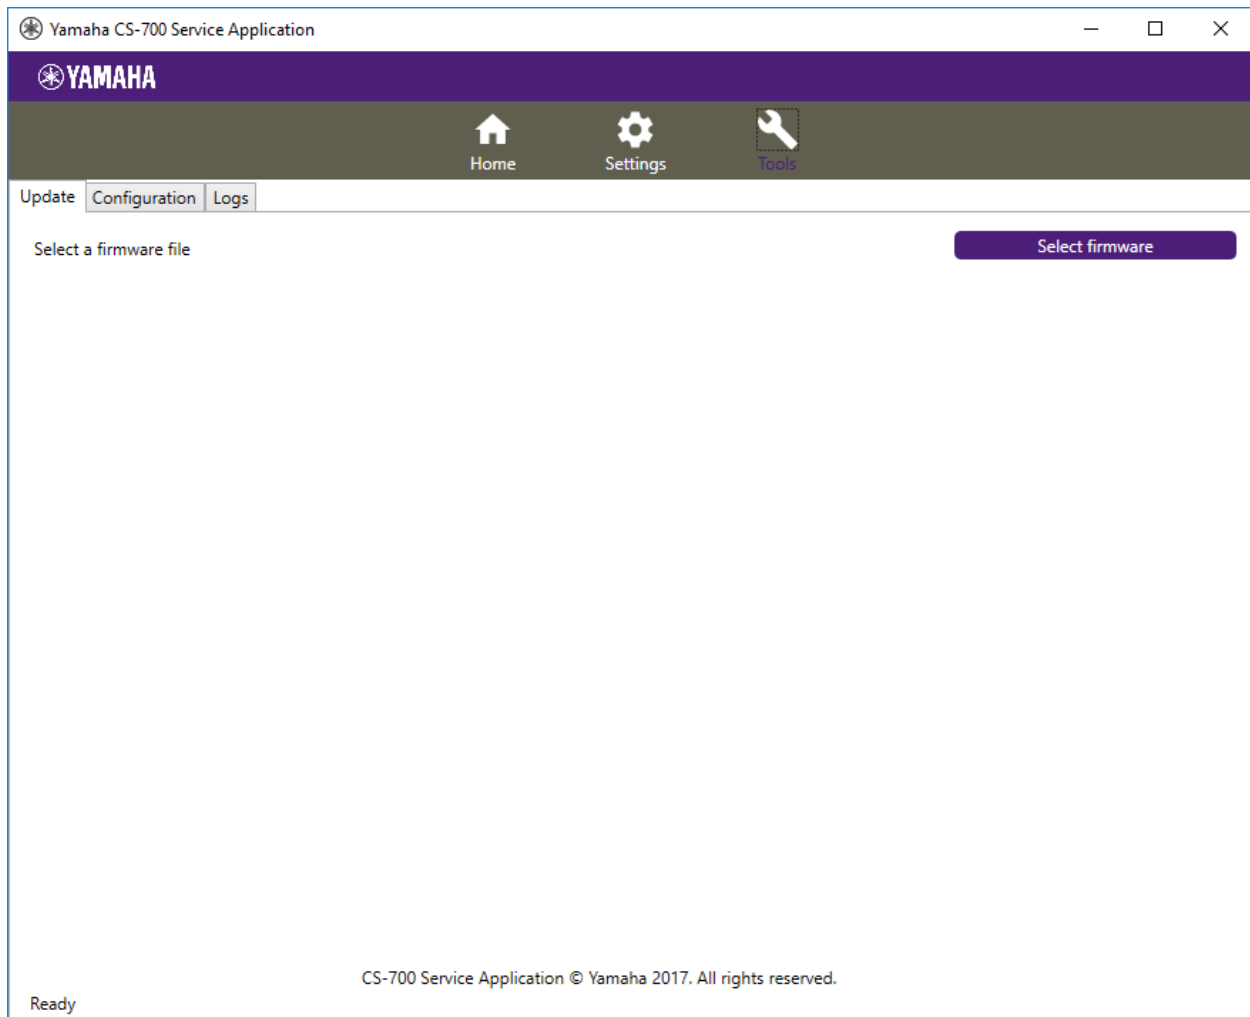 Yamaha CS-700 Service Application
YAMAHA
Home Settings Tools
Update Configuration Logs
Select a firmware file Select firmware
CS-700 Service Application © Yamaha 2017. All rights reserved.
Ready